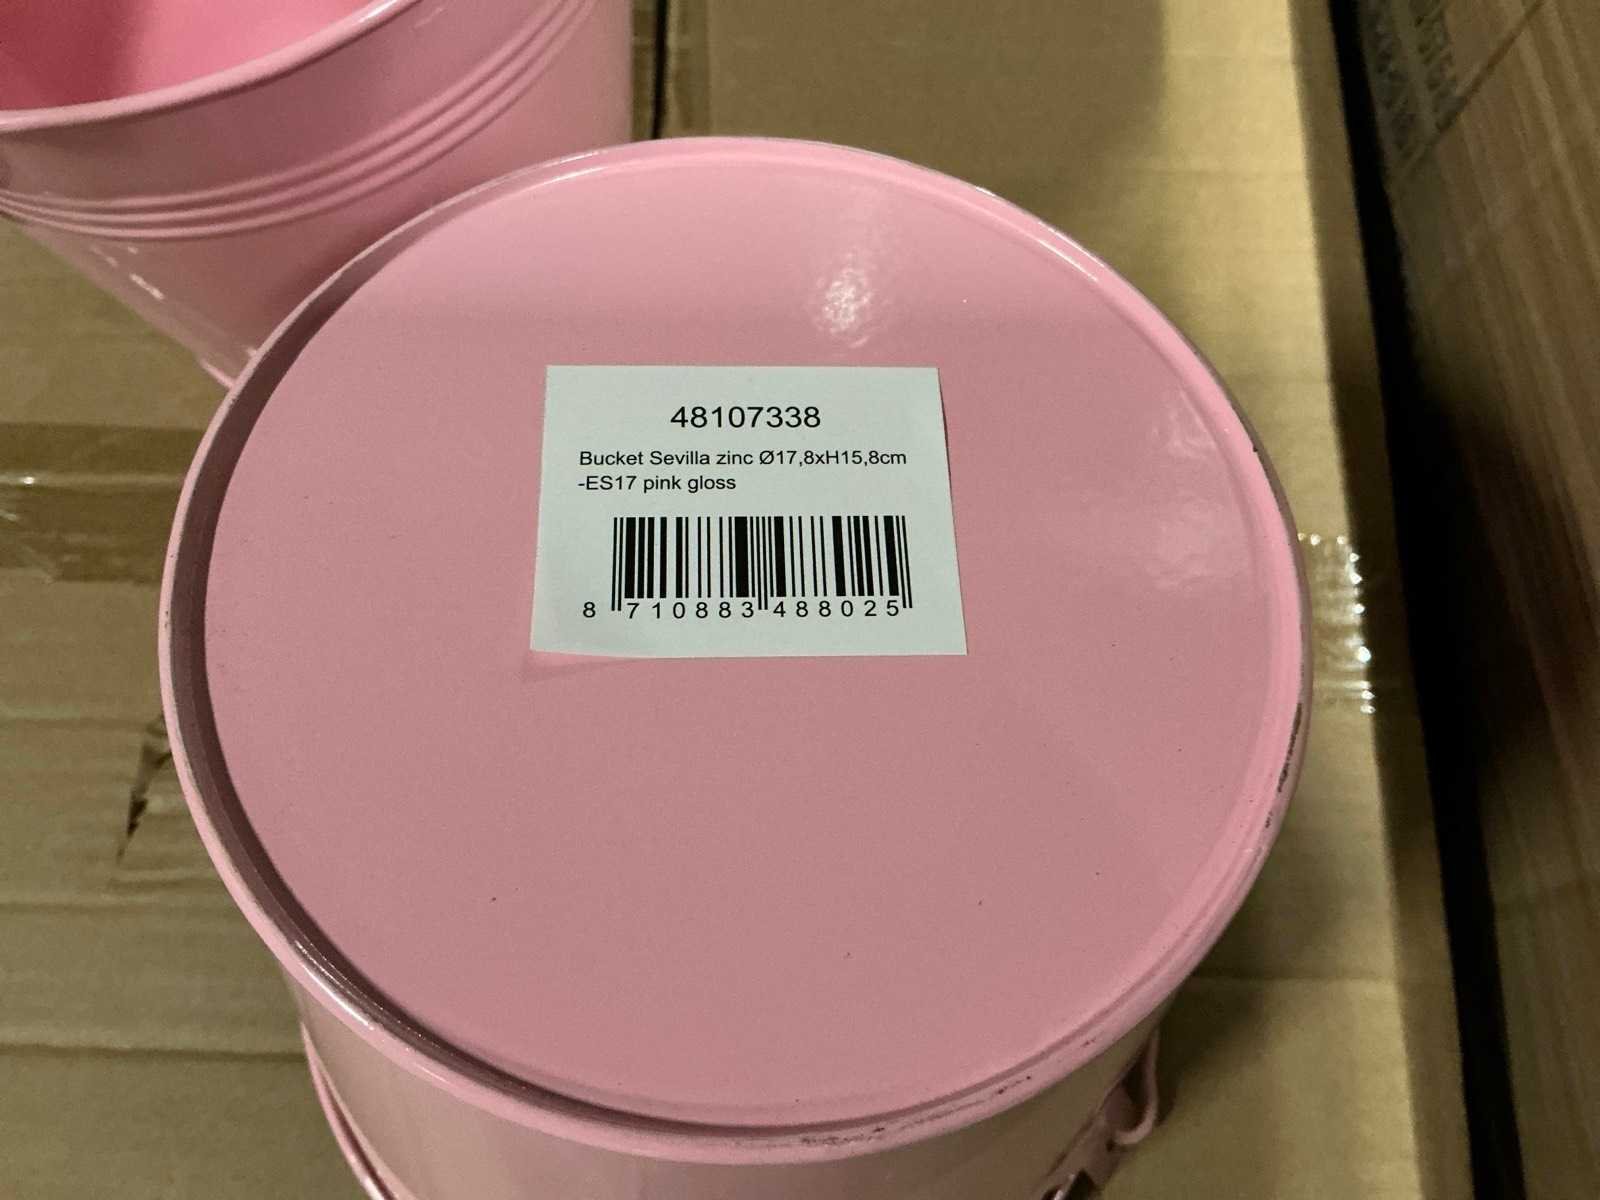 48107338
Bucket Sevilla zinc Ø17,8xH15,8cm
-ES17 pink gloss
8 710883 488025